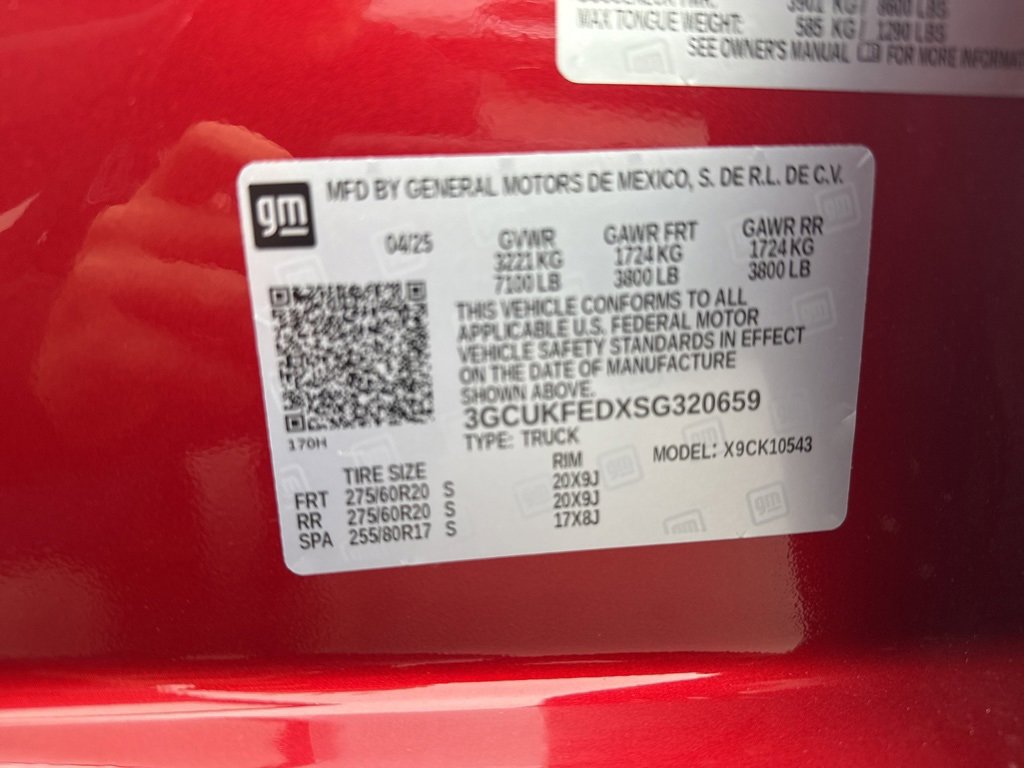 3901 KG / 8600 LBS
MAX TONGUE WEIGHT: 585 KG / 1290 LBS
SEE OWNER'S MANUAL FOR MORE
gm
MFD BY GENERAL MOTORS DE MEXICO, S. DE R.L. DE C.V.
04/25 GVWR GAWR FRT GAWR RR
3221 KG 1724 KG 1724 KG
7100 LB 3800 LB 3800 LB
THIS VEHICLE CONFORMS TO ALL
APPLICABLE U.S. FEDERAL MOTOR
VEHICLE SAFETY STANDARDS IN EFFECT
ON THE DATE OF MANUFACTURE
SHOWN ABOVE.
3GCUKFEDXSG320659
170H
TYPE: TRUCK
MODEL: X9CK10543
TIRE SIZE RIM
FRT 275/60R20 S 20X9J
RR 275/60R20 S 20X9J
SPA 255/80R17 S 17X8J